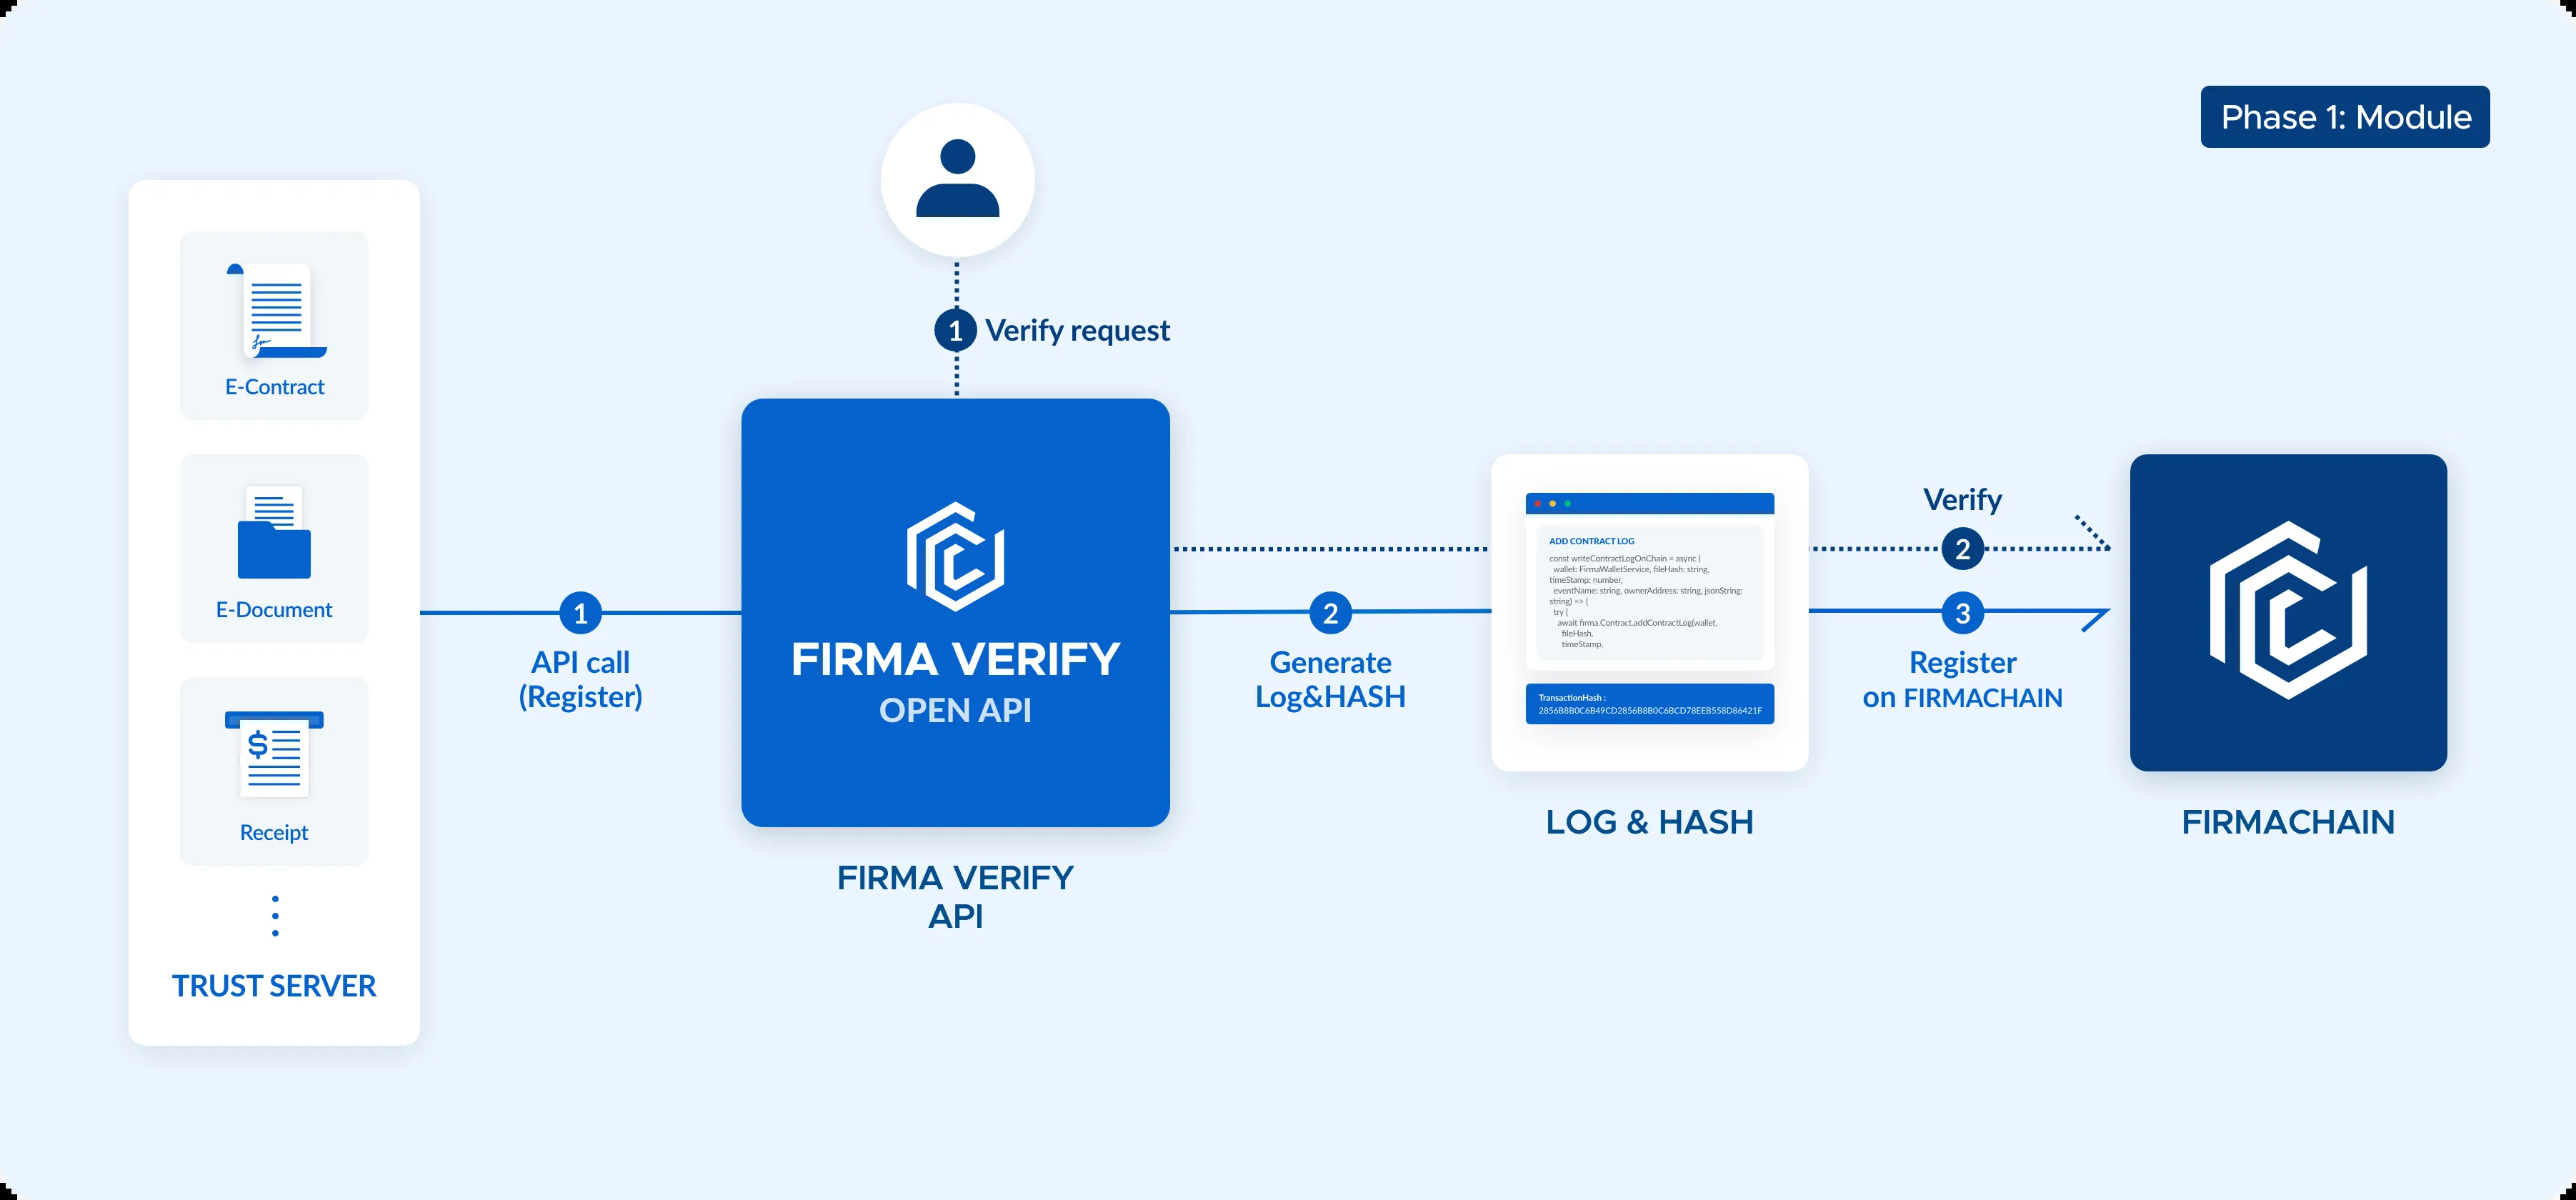 Phase 1: Module
E-Contract
E-Document
Receipt
TRUST SERVER
1
API call
(Register)
1 Verify request
FIRMA VERIFY
OPEN API
FIRMA VERIFY
API
2
Generate
Log&HASH
ADD CONTRACT LOG
const writeContractLogOnChain = async (
wallet: FirmaWalletService, fileHash: string,
timeStamp: number,
eventName: string, ownerAddress: string, jsonString:
string) => {
try {
await firma.Contract.addContractLog(wallet,
fileHash,
timeStamp,
TransactionHash :
2856B8B0C6B49CD2856B8B0C6BCD78EEB558D86421F
LOG & HASH
Verify
2
3
Register
on FIRMACHAIN
FIRMACHAIN